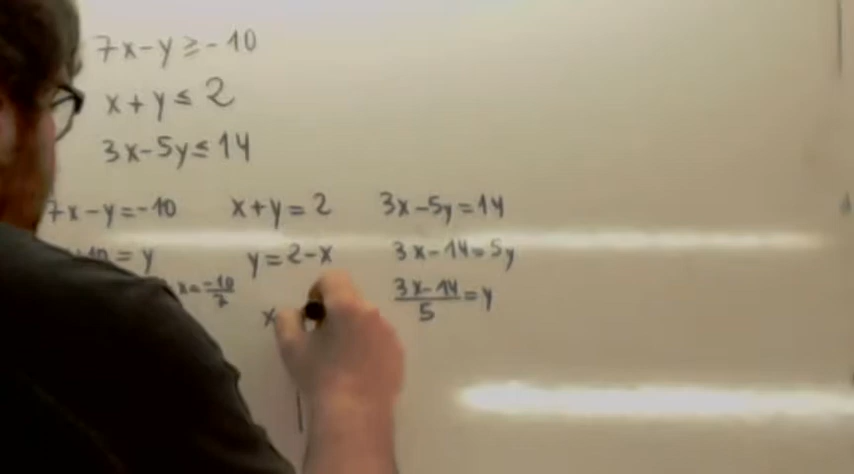 7x-y≥-10
x+y≤2
3x-5y≤14
7x-y=-10 x+y=2 3x-5y=14
+10=y y=2-x 3x-14=5y
x=-10/7 x 3x-14/5=y